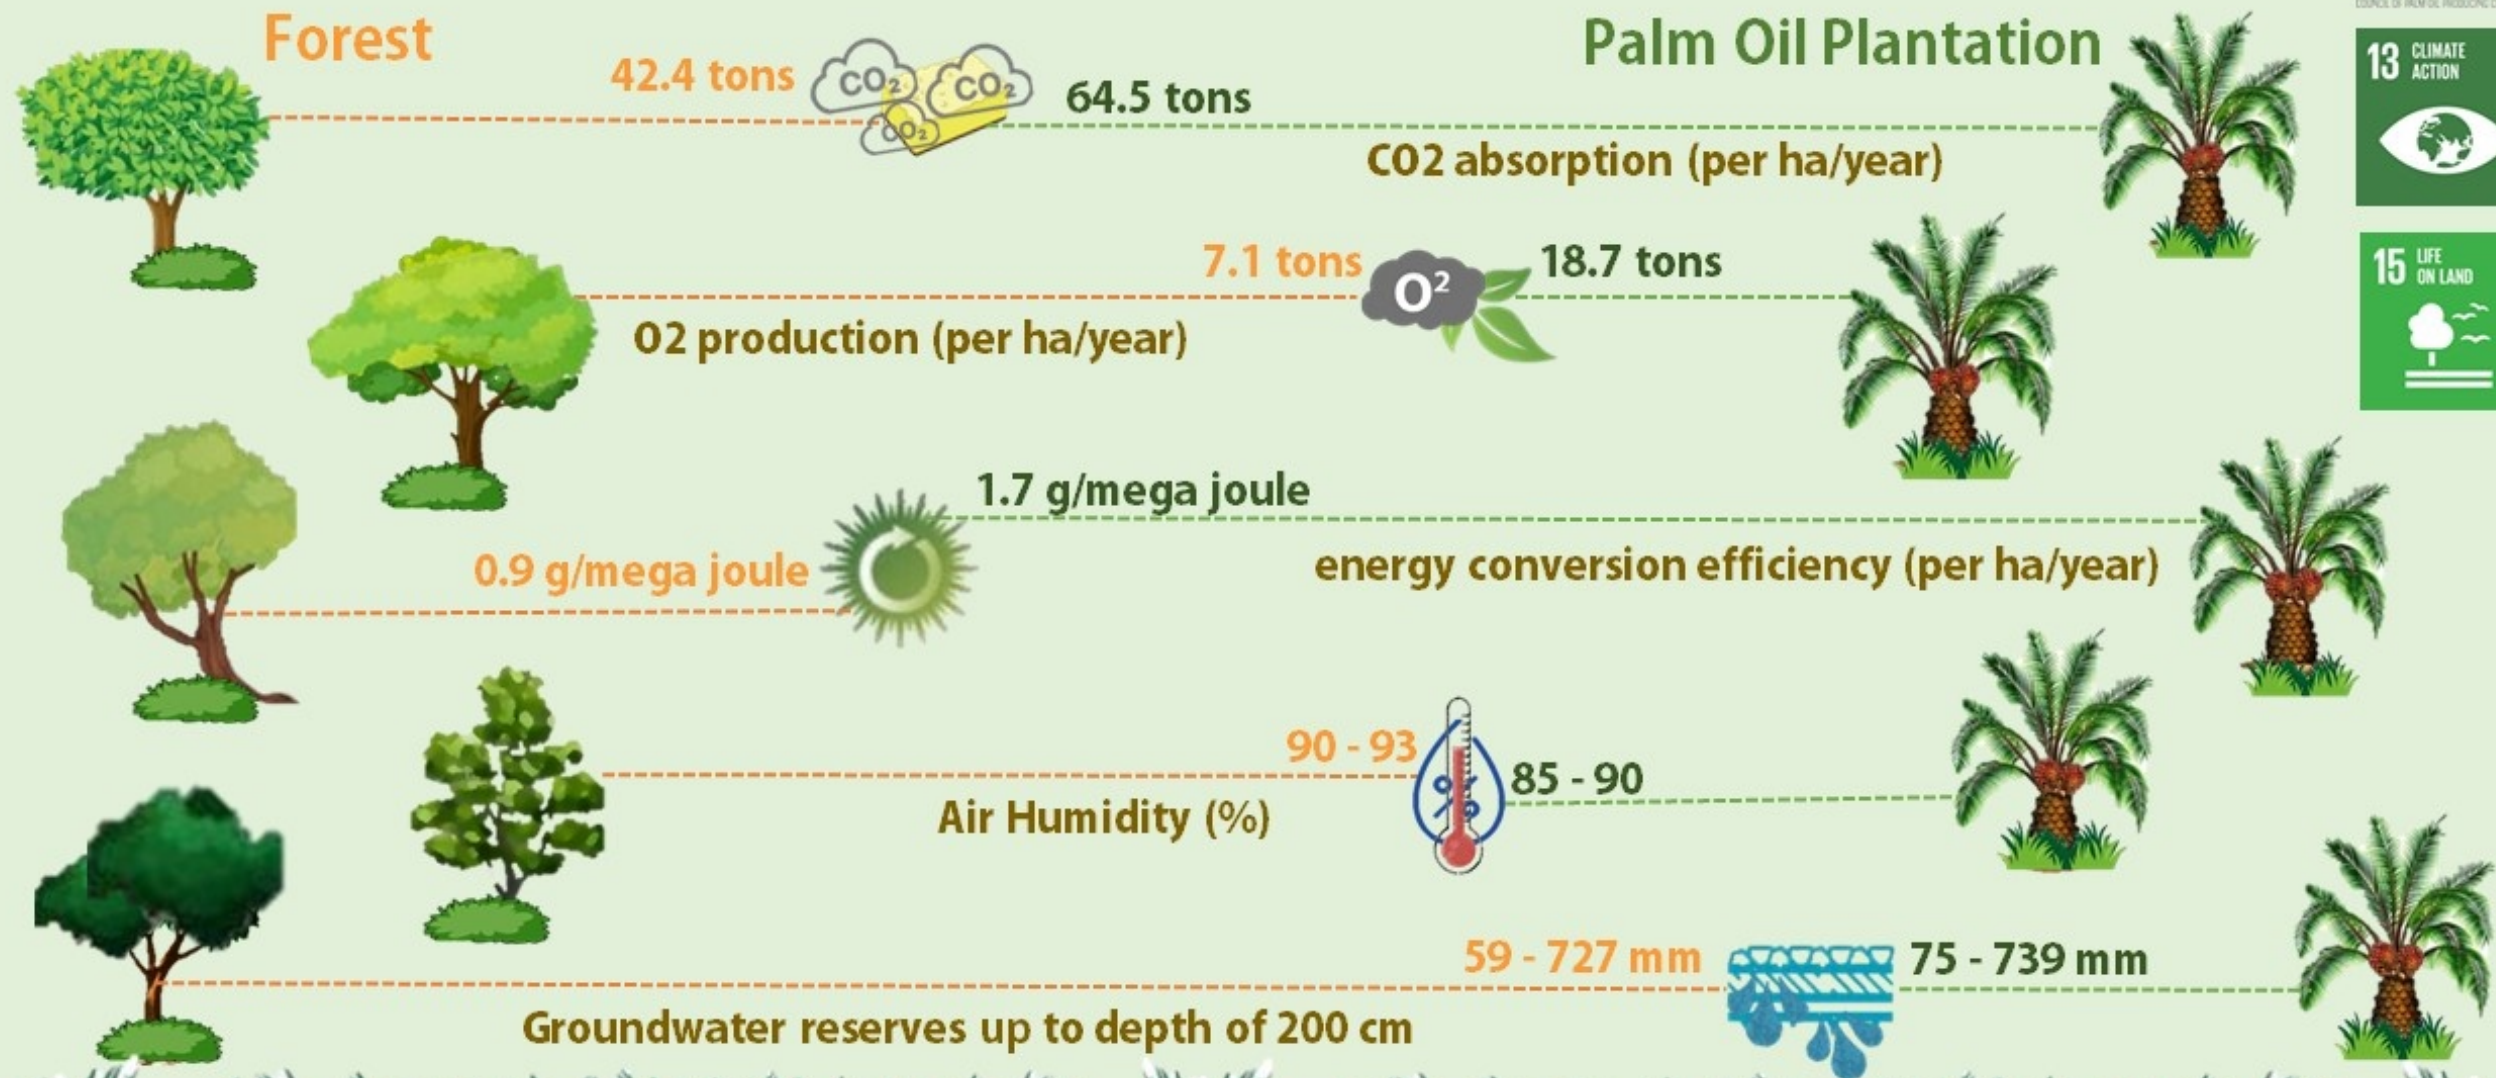 Forest
Palm Oil Plantation
13 CLIMATE
ACTION
42.4 tons
CO2
CO2
CO2
64.5 tons
CO2 absorption (per ha/year)
7.1 tons
O²
18.7 tons
O2 production (per ha/year)
15 LIFE
ON LAND
1.7 g/mega joule
0.9 g/mega joule
energy conversion efficiency (per ha/year)
90 - 93
%
85 - 90
Air Humidity (%)
59 - 727 mm
75 - 739 mm
Groundwater reserves up to depth of 200 cm